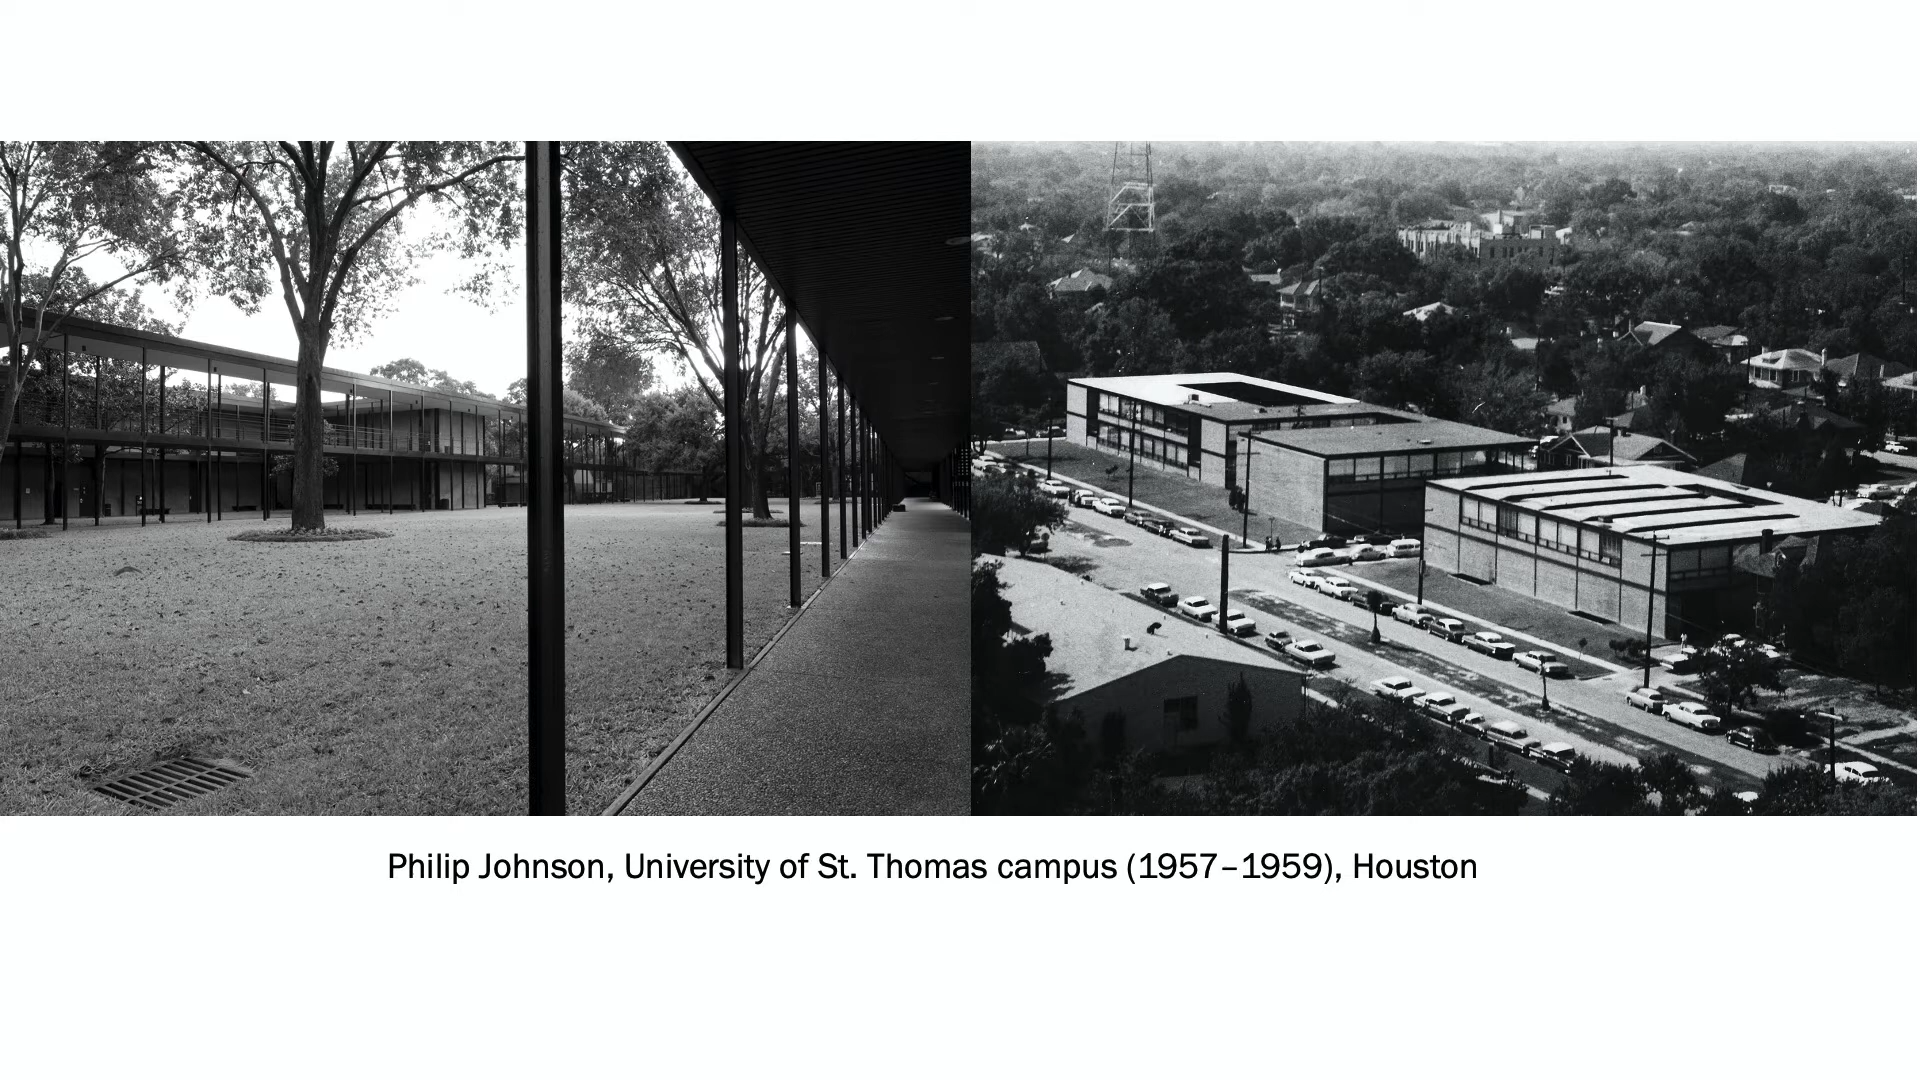 Philip Johnson, University of St. Thomas campus (1957–1959), Houston